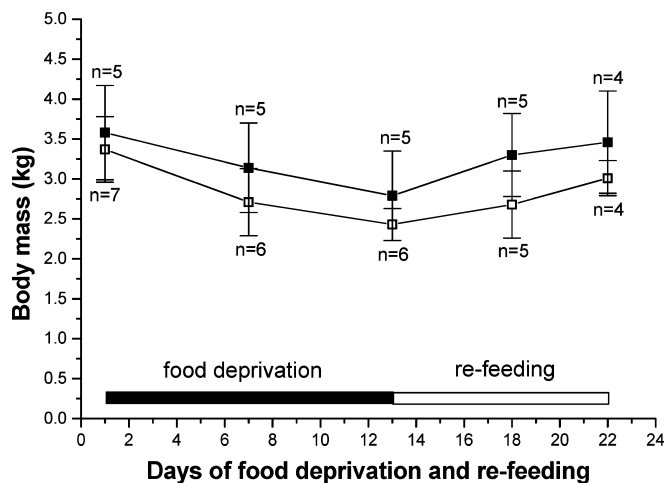 5.0
4.5
4.0
3.5
3.0
2.5
2.0
1.5
1.0
0.5
0.0
Body mass (kg)
n=5
n=5
n=5
n=5
n=4
n=7
n=6
n=6
n=5
n=4
food deprivation
re-feeding
0 2 4 6 8 10 12 14 16 18 20 22 24
Days of food deprivation and re-feeding